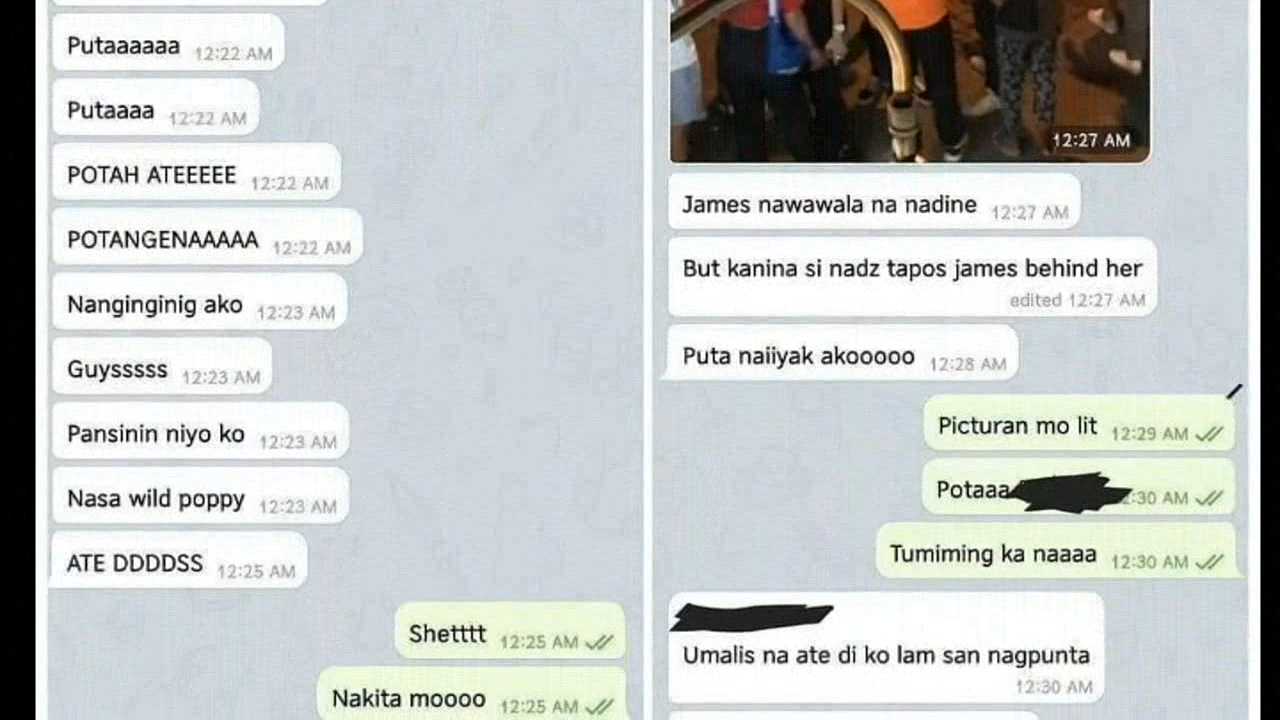 Putaaaaaa 12:22 AM
Putaaaa 12:22 AM
POTAH ATEEEEE 12:22 AM
POTANGENAAAAA 12:22 AM
Nanginginig ako 12:23 AM
Guysssss 12:23 AM
Pansinin niyo ko 12:23 AM
Nasa wild poppy 12:23 AM
ATE DDDDSS 12:25 AM
Shetttt 12:25 AM
Nakita moooo 12:25 AM
12:27 AM
James nawawala na nadine 12:27 AM
But kanina si nadz tapos james behind her
edited 12:27 AM
Puta naiiyak akooooo 12:28 AM
Picturan mo lit 12:29 AM
Potaaa :30 AM
Tumiming ka naaaa 12:30 AM
Umalis na ate di ko lam san nagpunta
12:30 AM